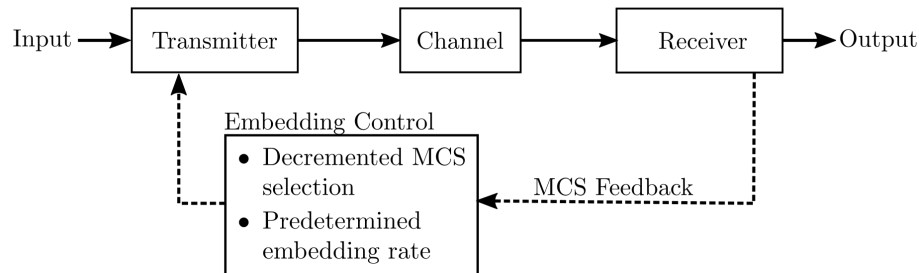 Input
Transmitter
Channel
Receiver
Output
Embedding Control
• Decremented MCS
selection
• Predetermined
embedding rate
MCS Feedback